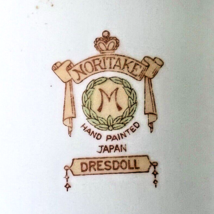 NORITAKE
M
HAND PAINTED
JAPAN
DRESDOLL